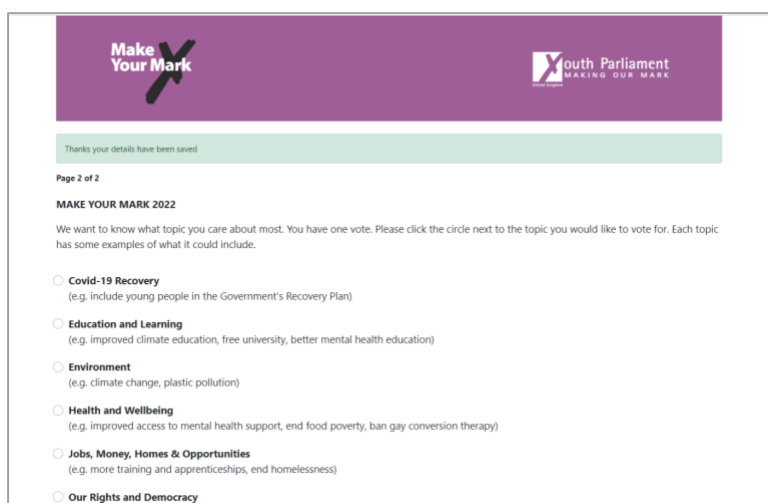 Make
Your Mark
Youth Parliament
MAKING OUR MARK
Thanks your details have been saved
Page 2 of 2
MAKE YOUR MARK 2022
We want to know what topic you care about most. You have one vote. Please click the circle next to the topic you would like to vote for. Each topic
has some examples of what it could include.
Covid-19 Recovery
(e.g. include young people in the Government's Recovery Plan)
Education and Learning
(e.g. improved climate education, free university, better mental health education)
Environment
(e.g. climate change, plastic pollution)
Health and Wellbeing
(e.g. improved access to mental health support, end food poverty, ban gay conversion therapy)
Jobs, Money, Homes & Opportunities
(e.g. more training and apprenticeships, end homelessness)
Our Rights and Democracy